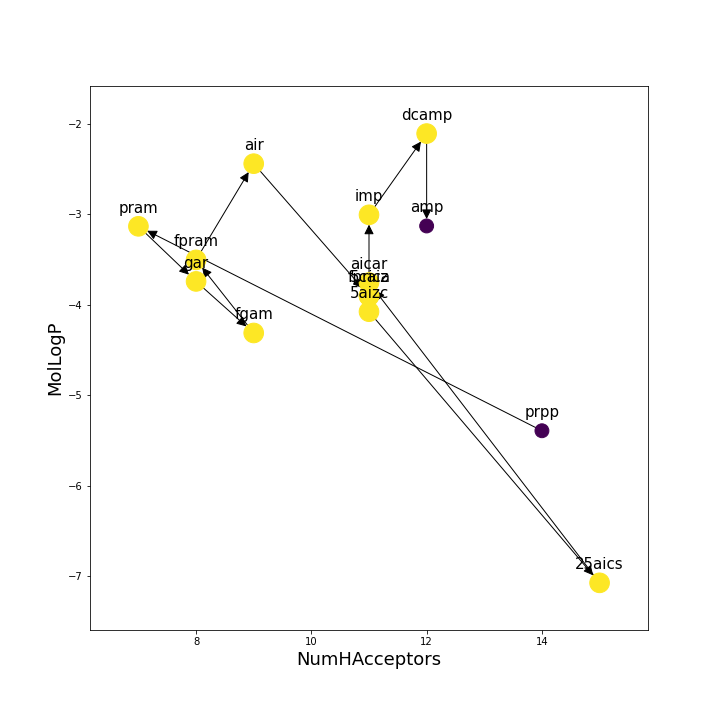 dcamp
−2
air
imp
amp
pram
−3
fpram
gar
aicar
5aizc
−4
fgam
MolLogP
−5
prpp
−6
25aics
−7
8
10
12
14
NumHAcceptors